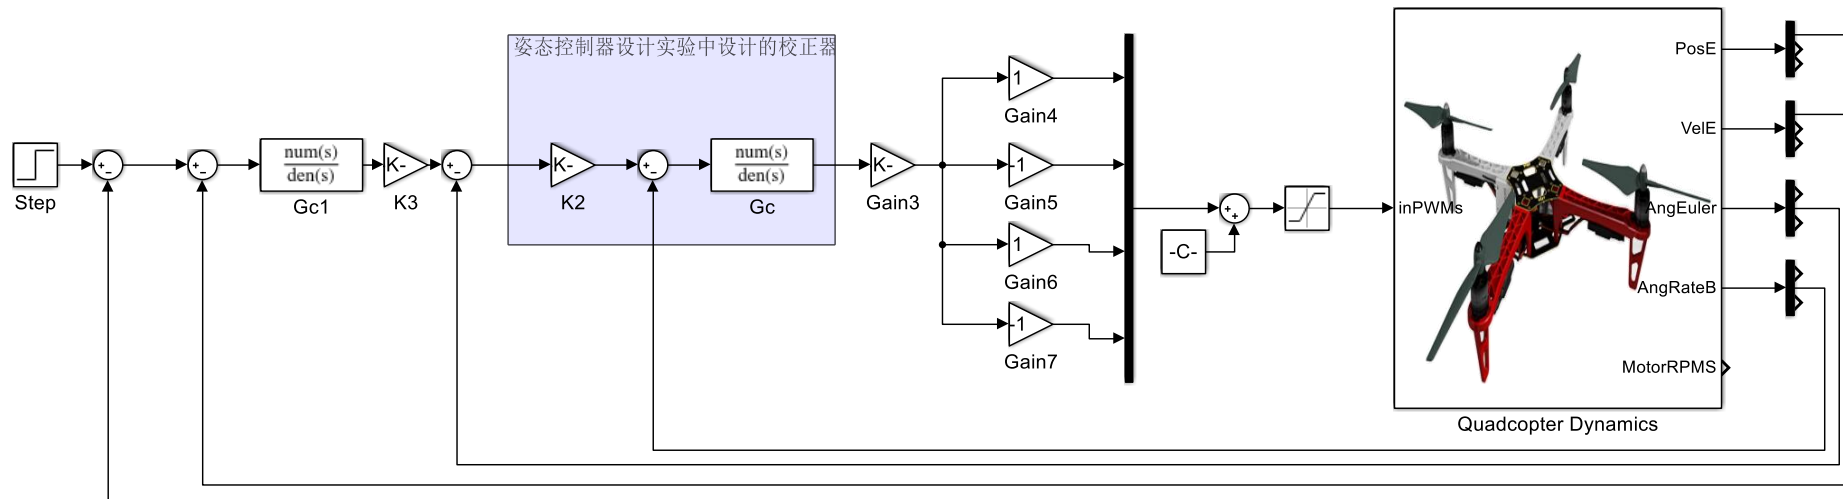 姿态控制器设计实验中设计的校正器
Step
+
−
+
−
num(s)
den(s)
Gc1
K-
K3
+
−
K-
K2
+
−
num(s)
den(s)
Gc
K-
Gain3
1
Gain4
-1
Gain5
1
Gain6
-1
Gain7
+
+
-C-
inPWMs
PosE
VelE
AngEuler
AngRateB
MotorRPMS
Quadcopter Dynamics